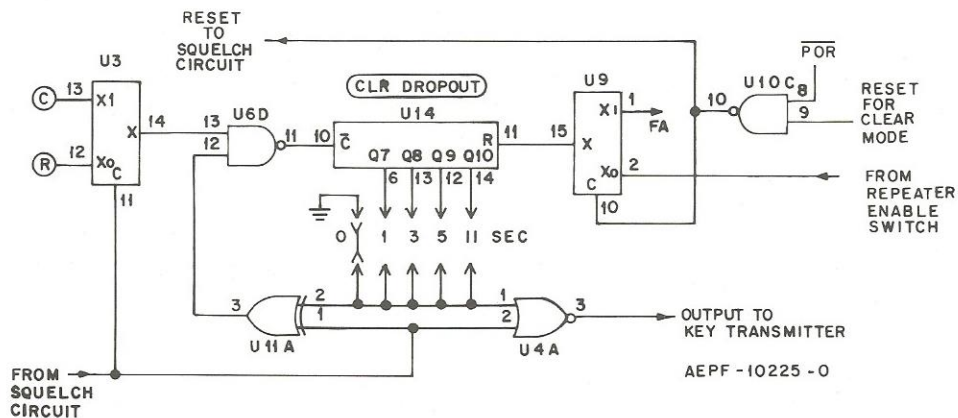 RESET
TO
SQUELCH
CIRCUIT
POR
U3
CLR DROPOUT
U9
U10C
8
RESET
FOR
CLEAR
MODE
C
13
X1
X
14
13
U6D
12
11
10
U14
C
R
11
15
X
X1
1
FA
10
9
R
12
X0
C
11
Q7 Q8 Q9 Q10
6 13 12 14
X0
2
C
10
FROM
REPEATER
ENABLE
SWITCH
0 1 3 5 11 SEC
3
2
1
U11A
1
2
U4A
3
OUTPUT TO
KEY TRANSMITTER
FROM
SQUELCH
CIRCUIT
AEPF-10225-0